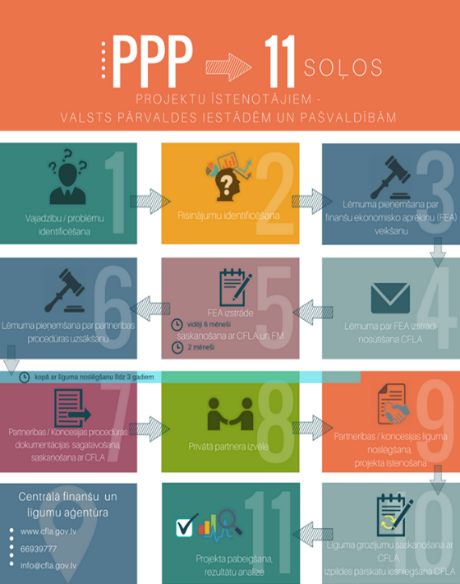 PPP 11 SOĻOS
PROJEKTU ĪSTENOTĀJIEM -
VALSTS PĀRVALDES IESTĀDĒM UN PAŠVALDĪBĀM
1
Vajadzību / problēmu
identificēšana
2
Risinājumu identificēšana
3
Lēmuma pieņemšana par
finanšu ekonomisko aprēķinu (FEA)
veikšanu
4
Lēmuma par FEA izstrādi
nosūtīšana CFLA
5
FEA izstrāde
vidēji 6 mēneši
saskaņošana ar CFLA un FM
2 mēneši
6
Lēmuma pieņemšana par partnerības
procedūras uzsākšanu
kopā ar līguma noslēgšanu līdz 3 gadiem
7
Partnerības / Koncesijas procedūras
dokumentācijas sagatavošana
saskaņošana ar CFLA
8
Privātā partnera izvēle
9
Partnerības / koncesijas līguma
noslēgšana,
projekta īstenošana
10
Līguma grozījumu saskaņošana ar
CFLA
izpildes pārskatu iesniegšana CFLA
11
Projekta pabeigšana,
rezultātu analīze
Centrālā finanšu un
līgumu aģentūra
www.cfla.gov.lv
66939777
info@cfla.gov.lv